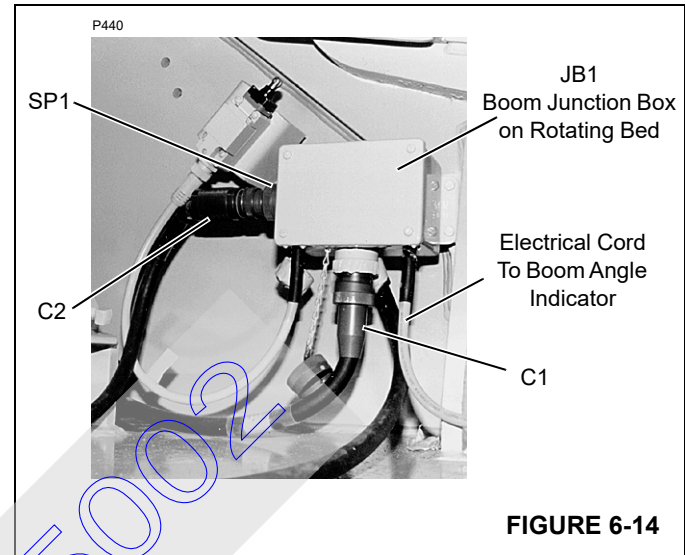 P440
SP1
JB1
Boom Junction Box
on Rotating Bed
Electrical Cord
To Boom Angle
Indicator
C2
C1
5002
FIGURE 6-14